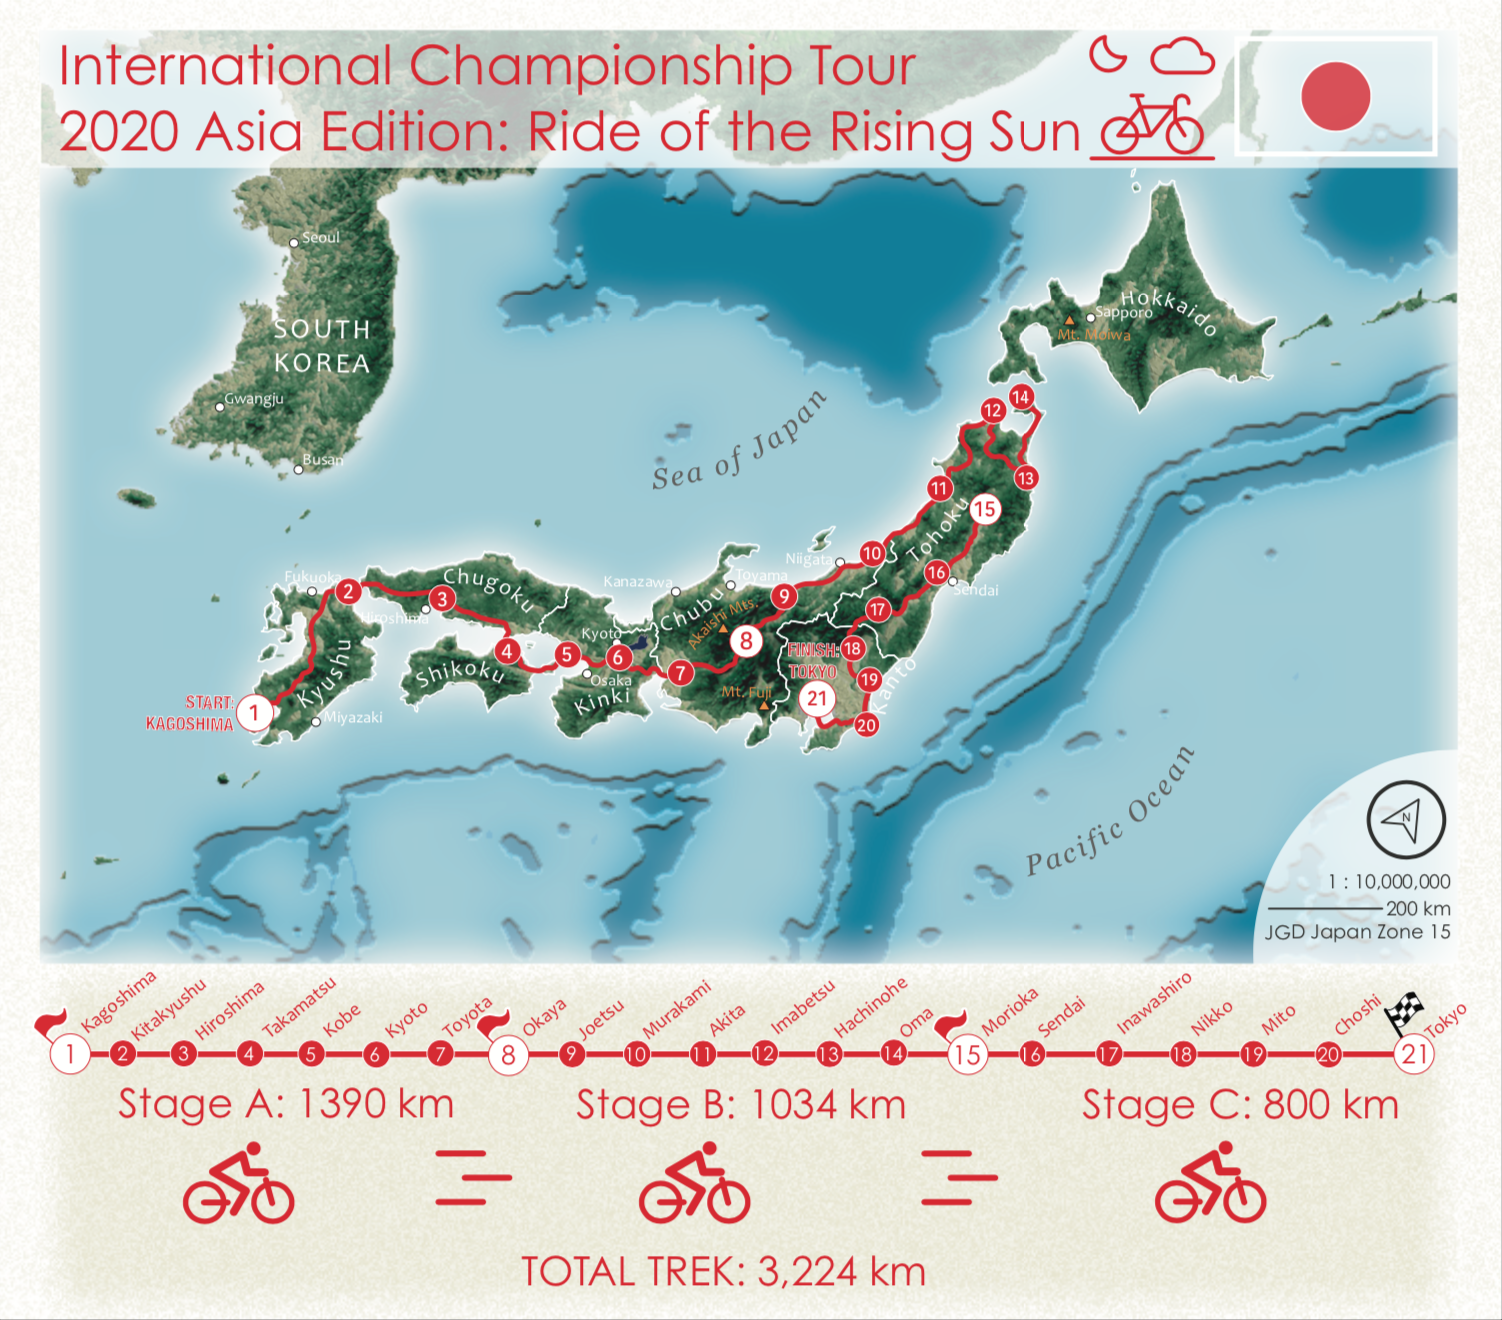 International Championship Tour
2020 Asia Edition: Ride of the Rising Sun
Seoul
SOUTH
KOREA
Gwangju
Busan
Hokkaido
Sapporo
Mt. Moiwa
Sea of Japan
14
12
13
11
15
Tohoku
10
Niigata
16
Sendai
Fukuoka
2
Chugoku
3
Hiroshima
Kanazawa
Toyama
9
Chubu
Akaishi Mts.
17
Kyoto
8
FINISH:
TOKYO
18
4
5
6
7
19
Kanto
Kyushu
Shikoku
Osaka
Kinki
Mt. Fuji
21
20
START:
KAGOSHIMA
1
Miyazaki
Pacific Ocean
N
1 : 10,000,000
200 km
JGD Japan Zone 15
Kagoshima
Kitakyushu
Hiroshima
Takamatsu
Kobe
Kyoto
Toyota
Okaya
Joetsu
Murakami
Akita
Imabetsu
Hachinohe
Oma
Morioka
Sendai
Inawashiro
Nikko
Mito
Choshi
Tokyo
1 2 3 4 5 6 7 8 9 10 11 12 13 14 15 16 17 18 19 20 21
Stage A: 1390 km
Stage B: 1034 km
Stage C: 800 km
TOTAL TREK: 3,224 km